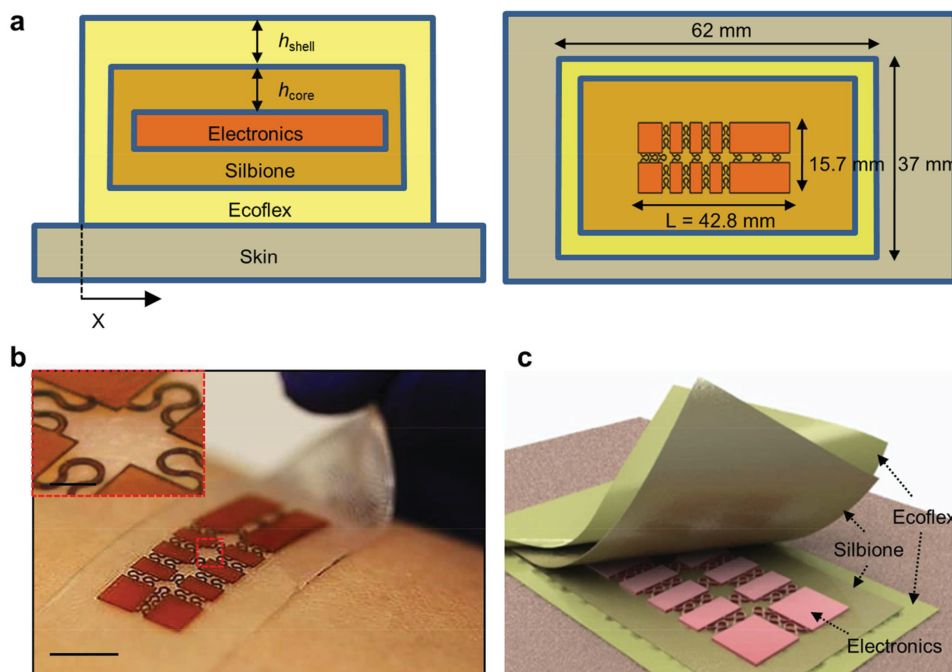 a
h_shell
h_core
Electronics
Silbione
Ecoflex
Skin
X
62 mm
15.7 mm
37 mm
L = 42.8 mm
b
c
Ecoflex
Silbione
Electronics